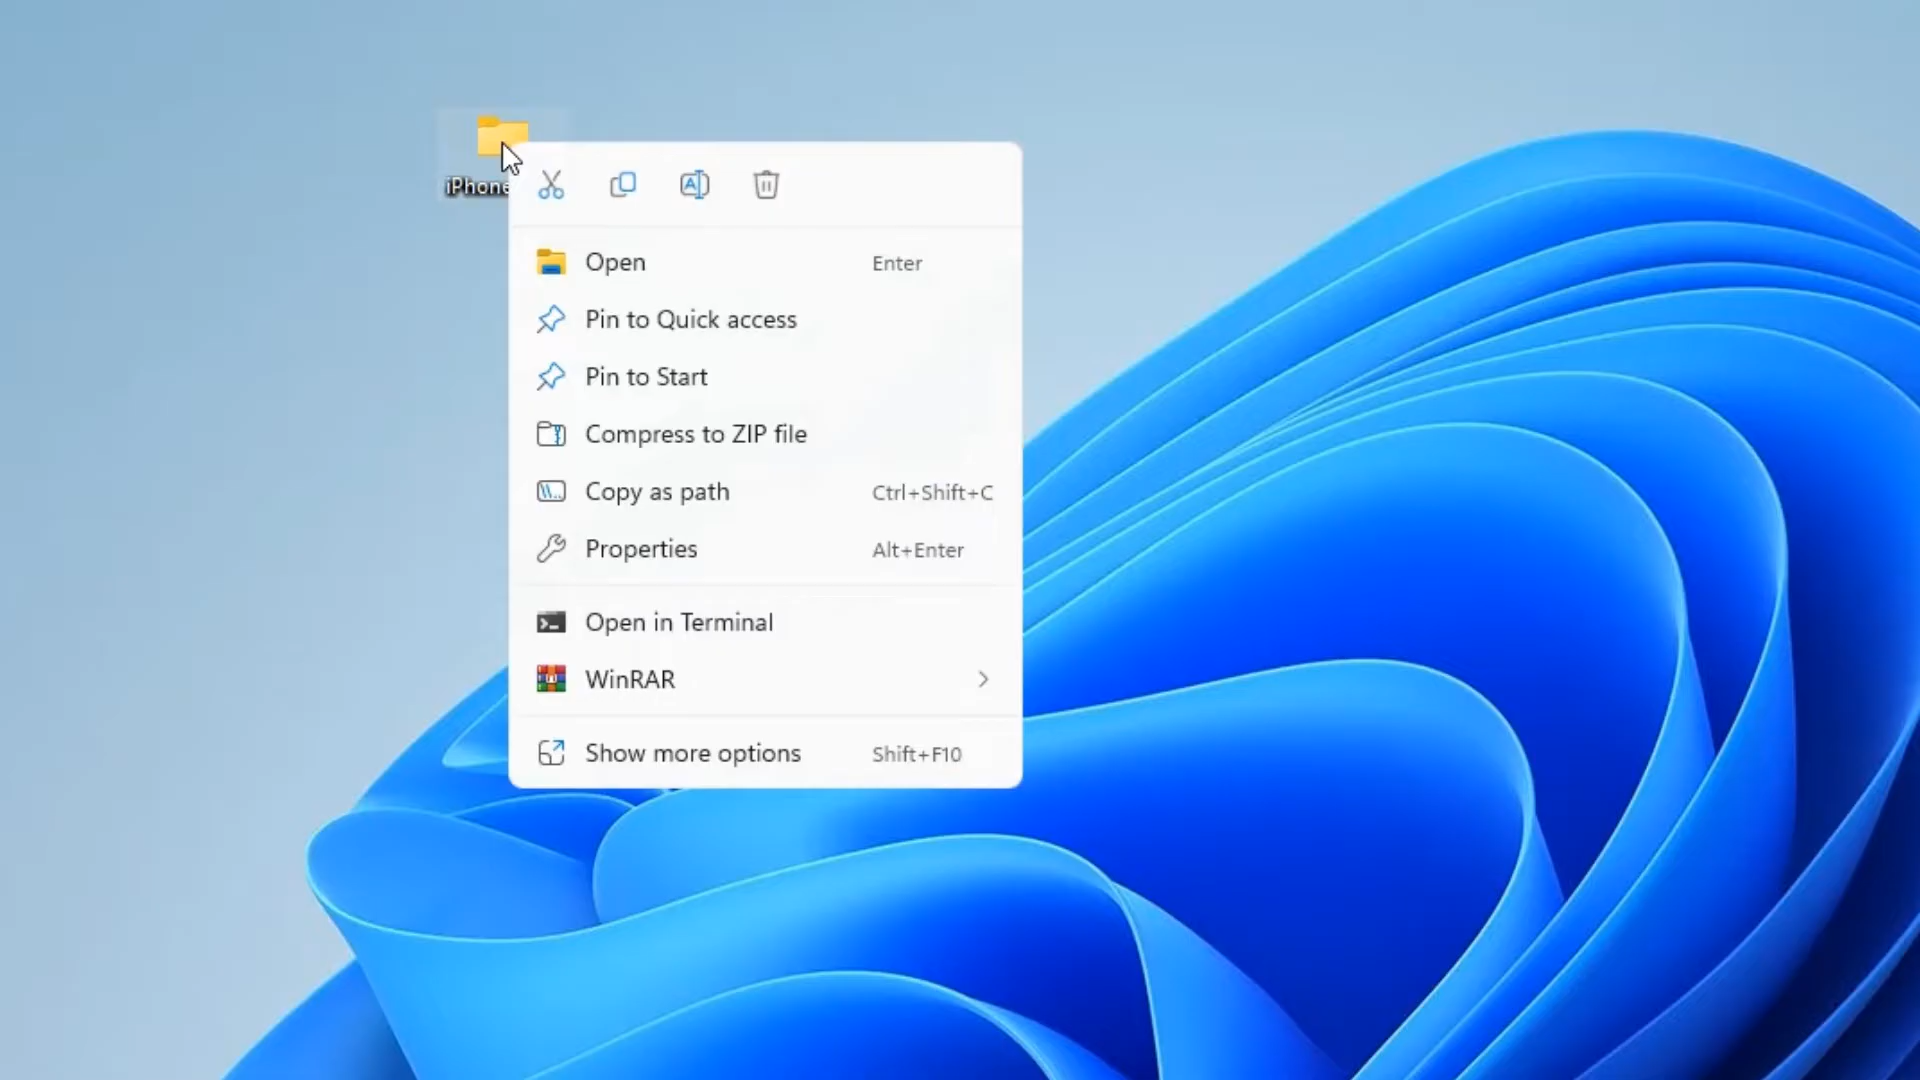 iPhone
Open Enter
Pin to Quick access
Pin to Start
Compress to ZIP file
Copy as path Ctrl+Shift+C
Properties Alt+Enter
Open in Terminal
WinRAR
Show more options Shift+F10